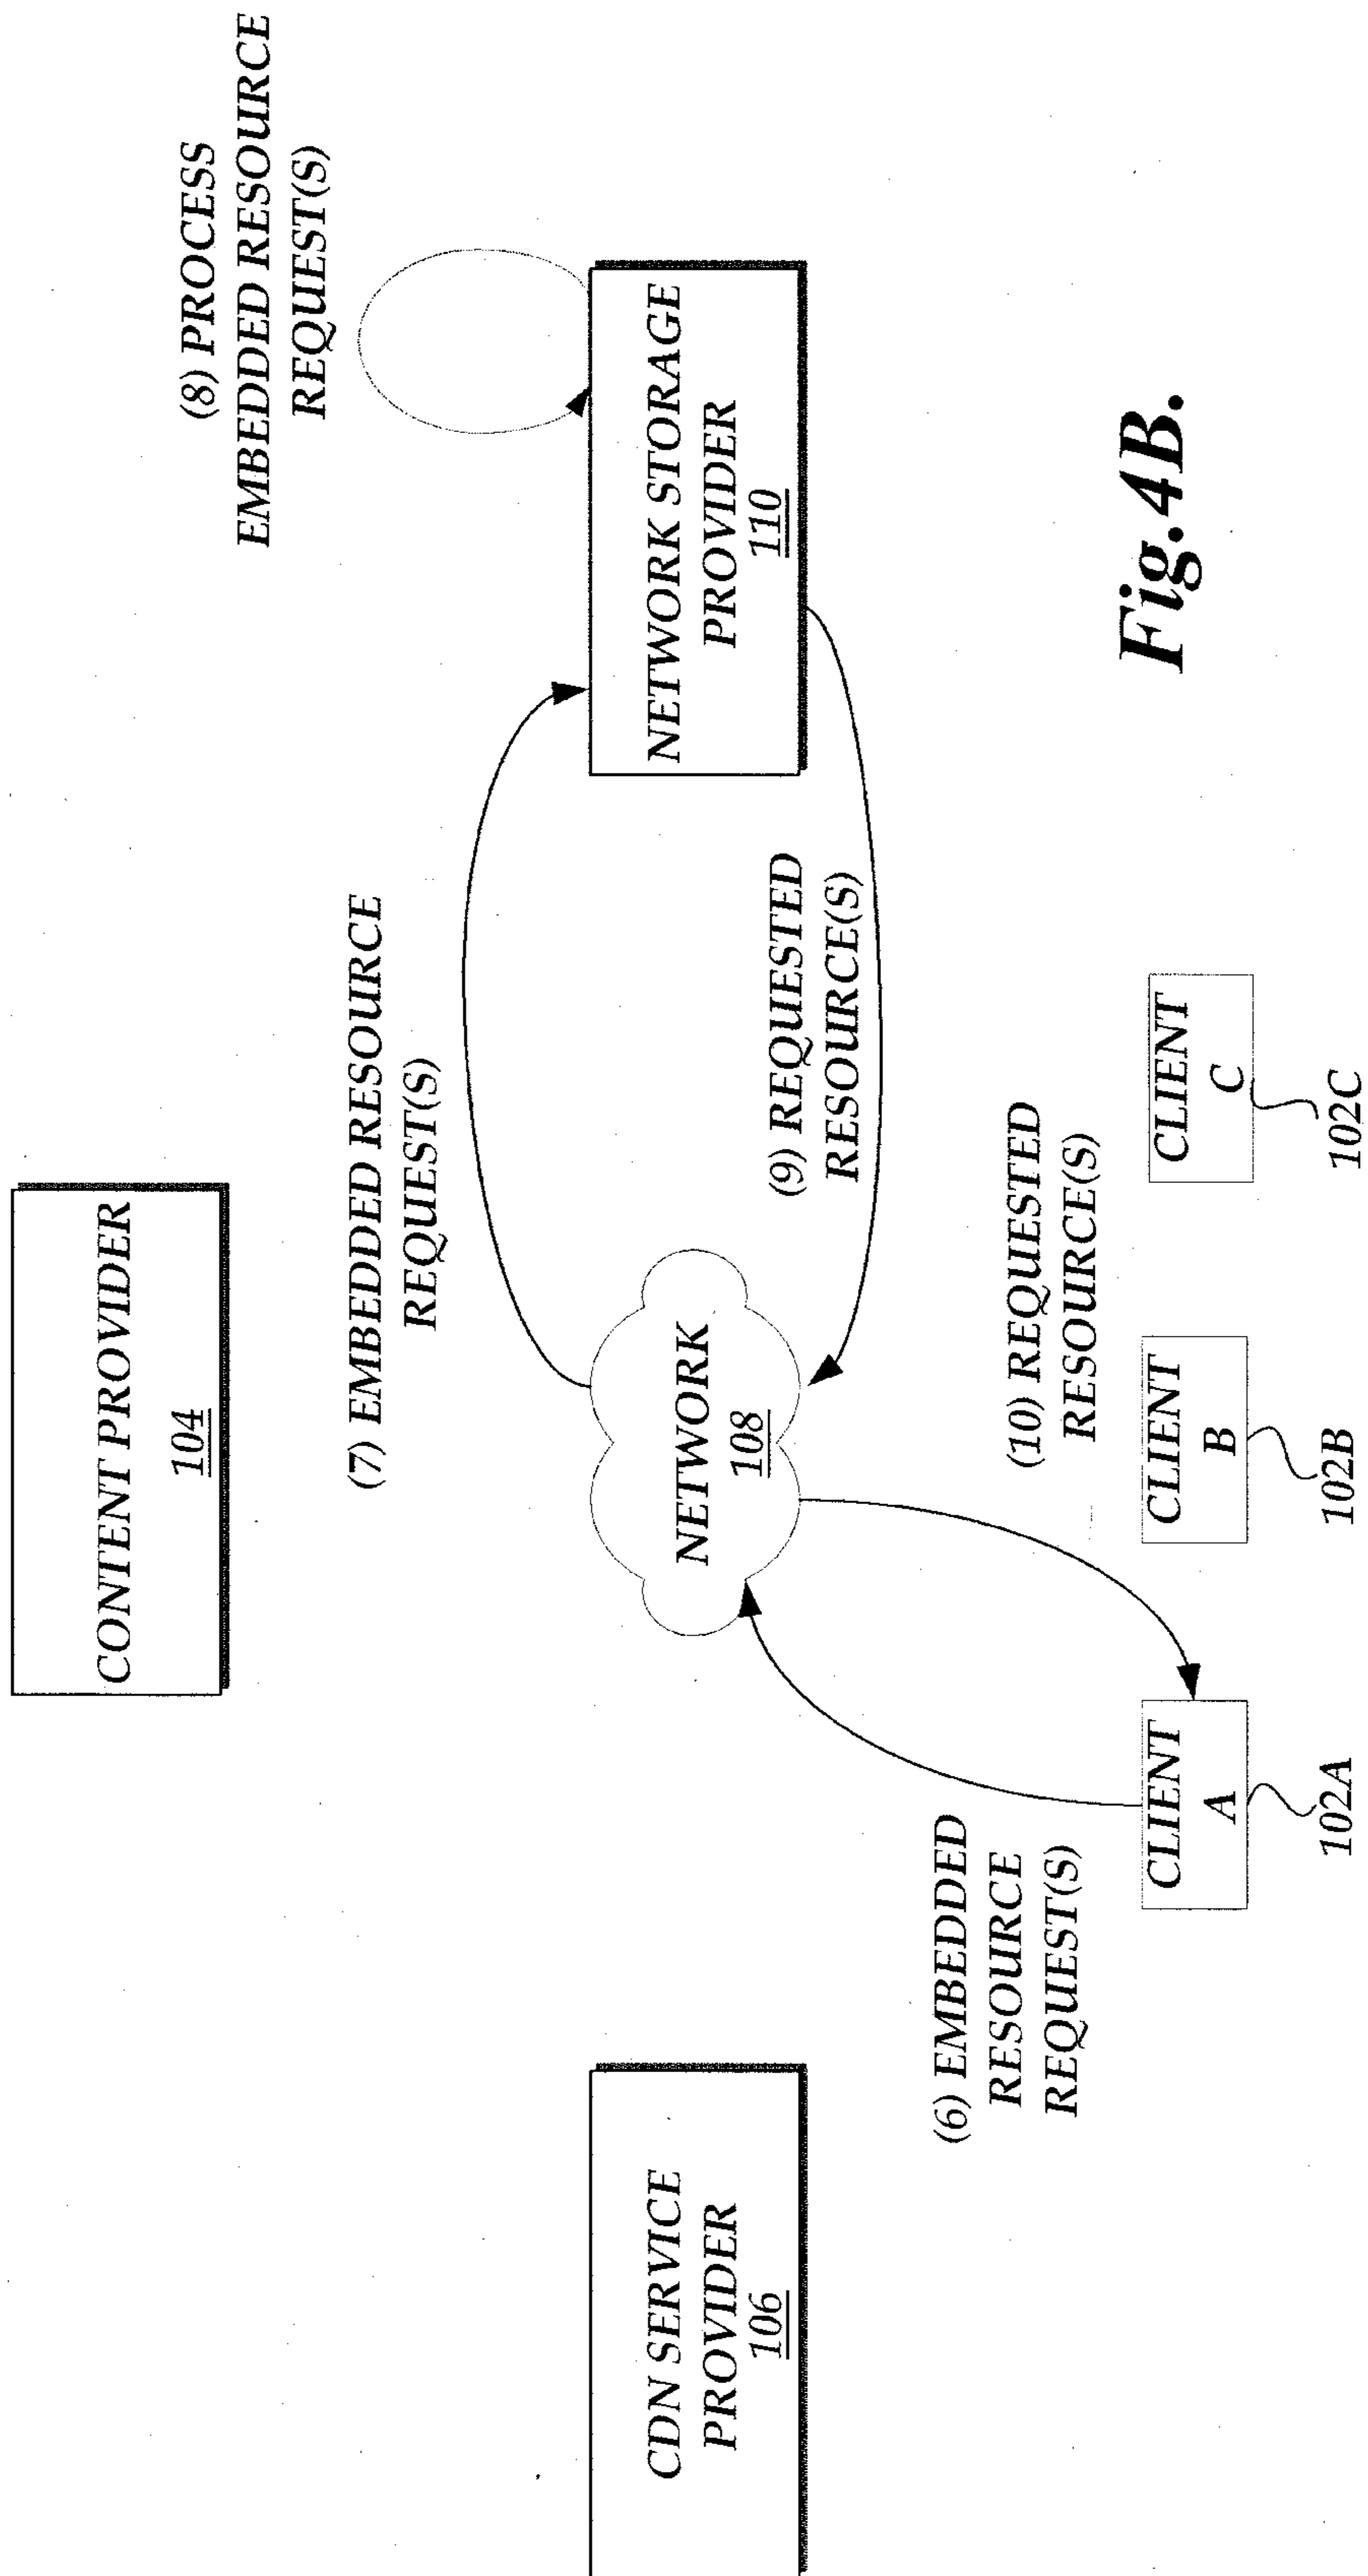 CONTENT PROVIDER
104
(8) PROCESS
EMBEDDED RESOURCE
REQUEST(S)
(7) EMBEDDED RESOURCE
REQUEST(S)
CDN SERVICE
PROVIDER
106
NETWORK
108
NETWORK STORAGE
PROVIDER
110
(9) REQUESTED
RESOURCE(S)
(6) EMBEDDED
RESOURCE
REQUEST(S)
(10) REQUESTED
RESOURCE(S)
CLIENT
A
102A
CLIENT
B
102B
CLIENT
C
102C
Fig.4B.